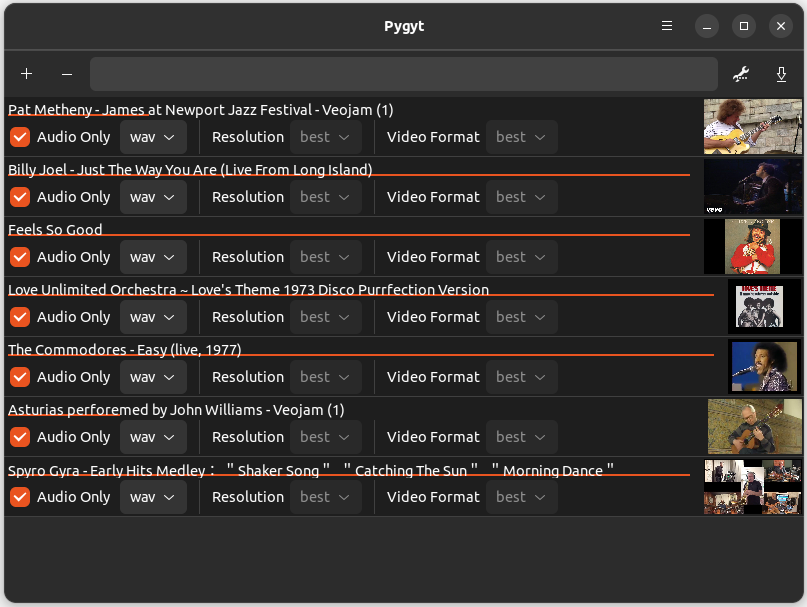 Pygyt
Pat Metheny - James at Newport Jazz Festival - Veojam (1)
Audio Only wav Resolution best Video Format best
Billy Joel - Just The Way You Are (Live From Long Island)
Audio Only wav Resolution best Video Format best
vevo
Feels So Good
Audio Only wav Resolution best Video Format best
Love Unlimited Orchestra ~ Love's Theme 1973 Disco Purrfection Version
Audio Only wav Resolution best Video Format best
The Commodores - Easy (live, 1977)
Audio Only wav Resolution best Video Format best
Asturias perforemed by John Williams - Veojam (1)
Audio Only wav Resolution best Video Format best
Spyro Gyra - Early Hits Medley： ＂Shaker Song＂ ＂Catching The Sun＂ ＂Morning Dance＂
Audio Only wav Resolution best Video Format best